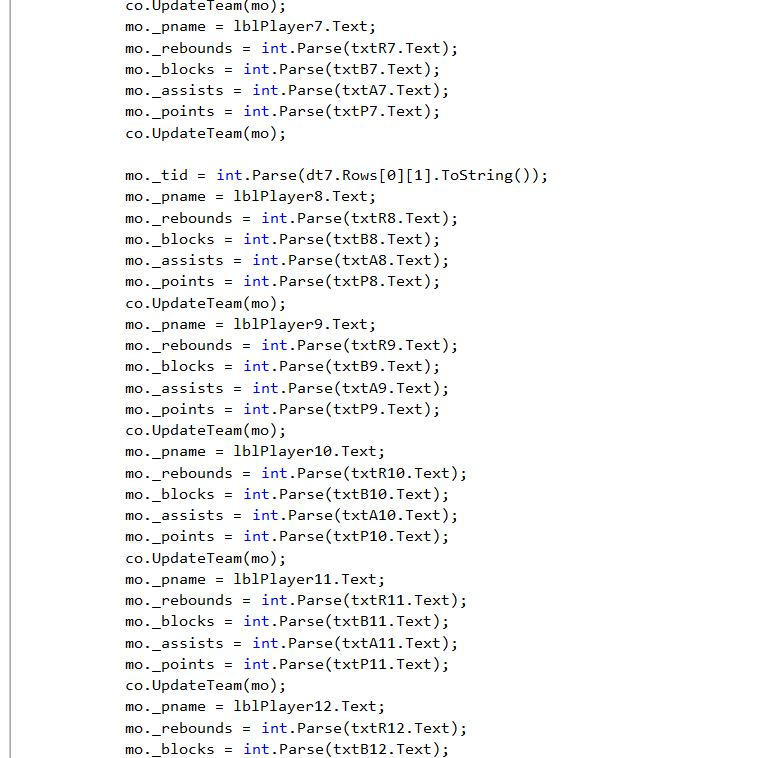 co.UpdateTeam(mo);
mo._pname = lblPlayer7.Text;
mo._rebounds = int.Parse(txtR7.Text);
mo._blocks = int.Parse(txtB7.Text);
mo._assists = int.Parse(txtA7.Text);
mo._points = int.Parse(txtP7.Text);
co.UpdateTeam(mo);
mo._tid = int.Parse(dt7.Rows[0][1].ToString());
mo._pname = lblPlayer8.Text;
mo._rebounds = int.Parse(txtR8.Text);
mo._blocks = int.Parse(txtB8.Text);
mo._assists = int.Parse(txtA8.Text);
mo._points = int.Parse(txtP8.Text);
co.UpdateTeam(mo);
mo._pname = lblPlayer9.Text;
mo._rebounds = int.Parse(txtR9.Text);
mo._blocks = int.Parse(txtB9.Text);
mo._assists = int.Parse(txtA9.Text);
mo._points = int.Parse(txtP9.Text);
co.UpdateTeam(mo);
mo._pname = lblPlayer10.Text;
mo._rebounds = int.Parse(txtR10.Text);
mo._blocks = int.Parse(txtB10.Text);
mo._assists = int.Parse(txtA10.Text);
mo._points = int.Parse(txtP10.Text);
co.UpdateTeam(mo);
mo._pname = lblPlayer11.Text;
mo._rebounds = int.Parse(txtR11.Text);
mo._blocks = int.Parse(txtB11.Text);
mo._assists = int.Parse(txtA11.Text);
mo._points = int.Parse(txtP11.Text);
co.UpdateTeam(mo);
mo._pname = lblPlayer12.Text;
mo._rebounds = int.Parse(txtR12.Text);
mo._blocks = int.Parse(txtB12.Text);